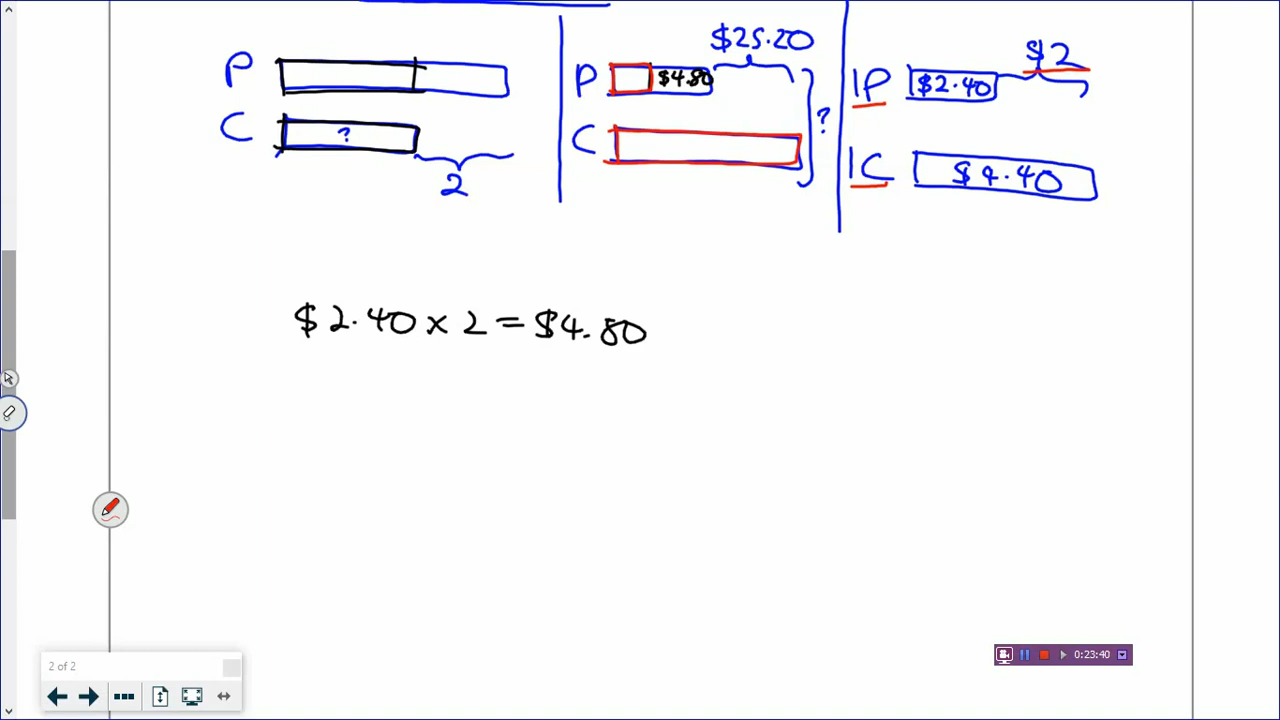 P
C
?
2
P
$4.80
$25.20
C
?
1P
$2.40
$2
1C
$4.40
$2.40 x 2 = $4.80
2 of 2
0:23:40